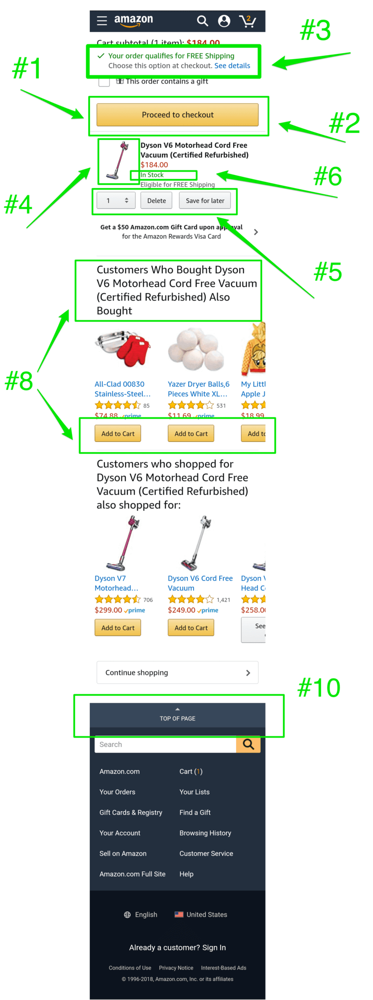 amazon
2
#3
Cart subtotal (1 item): $184.00
Your order qualifies for FREE Shipping
Choose this option at checkout. See details
#1
This order contains a gift
Proceed to checkout
#2
Dyson V6 Motorhead Cord Free
Vacuum (Certified Refurbished)
$184.00
In Stock
#6
Eligible for FREE Shipping
#4
1
Delete
Save for later
Get a $50 Amazon.com Gift Card upon approval
for the Amazon Rewards Visa Card
#5
Customers Who Bought Dyson
V6 Motorhead Cord Free Vacuum
(Certified Refurbished) Also
Bought
#8
All-Clad 00830
Stainless-Steel...
85
$74.88 prime
Add to Cart
Yazer Dryer Balls,6
Pieces White XL...
531
$11.69 prime
Add to Cart
My Littl
Apple J
$18.99
Add to
Customers who shopped for
Dyson V6 Motorhead Cord Free
Vacuum (Certified Refurbished)
also shopped for:
Dyson V7
Motorhead...
706
$299.00 prime
Add to Cart
Dyson V6 Cord Free
Vacuum
1,421
$249.00 prime
Add to Cart
Dyson V
Head C
$258.0
See
Continue shopping
#10
TOP OF PAGE
Search
Amazon.com
Cart (1)
Your Orders
Your Lists
Gift Cards & Registry
Find a Gift
Your Account
Browsing History
Sell on Amazon
Customer Service
Amazon.com Full Site
Help
English
United States
Already a customer? Sign In
Conditions of Use Privacy Notice Interest-Based Ads
© 1996-2018, Amazon.com, Inc. or its affiliates